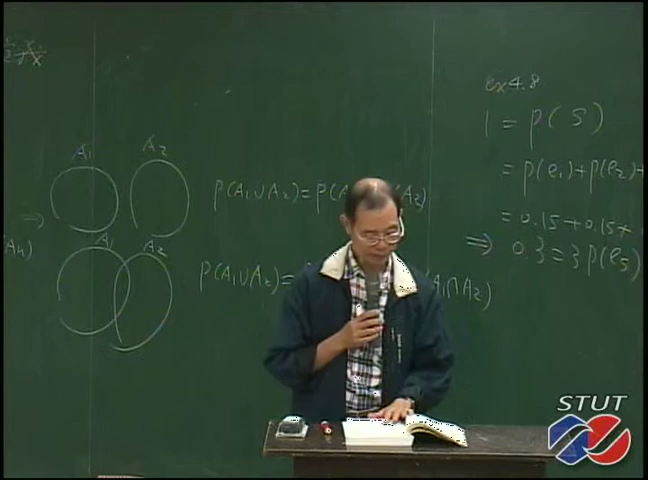 A1 A2
P(A1∪A2)=P(A A2)
A1 A2
P(A1∪A2)= A1∩A2)
ex4.8
1 = P(S)
= P(e1)+P(e2)+
= 0.15+0.15+
⇒ 0.3 = 3P(e5)
STUT